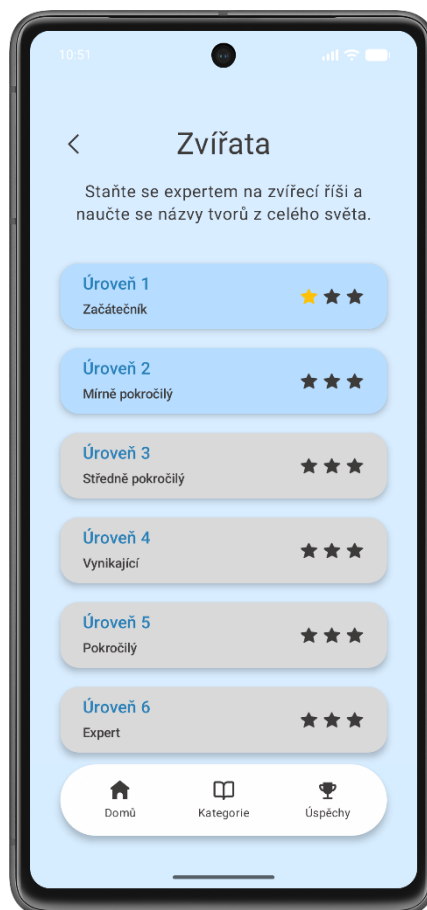 10:51
Zvířata
Staňte se expertem na zvířecí říši a
naučte se názvy tvorů z celého světa.
Úroveň 1
Začátečník
Úroveň 2
Mírně pokročilý
Úroveň 3
Středně pokročilý
Úroveň 4
Vynikající
Úroveň 5
Pokročilý
Úroveň 6
Expert
Domů
Kategorie
Úspěchy